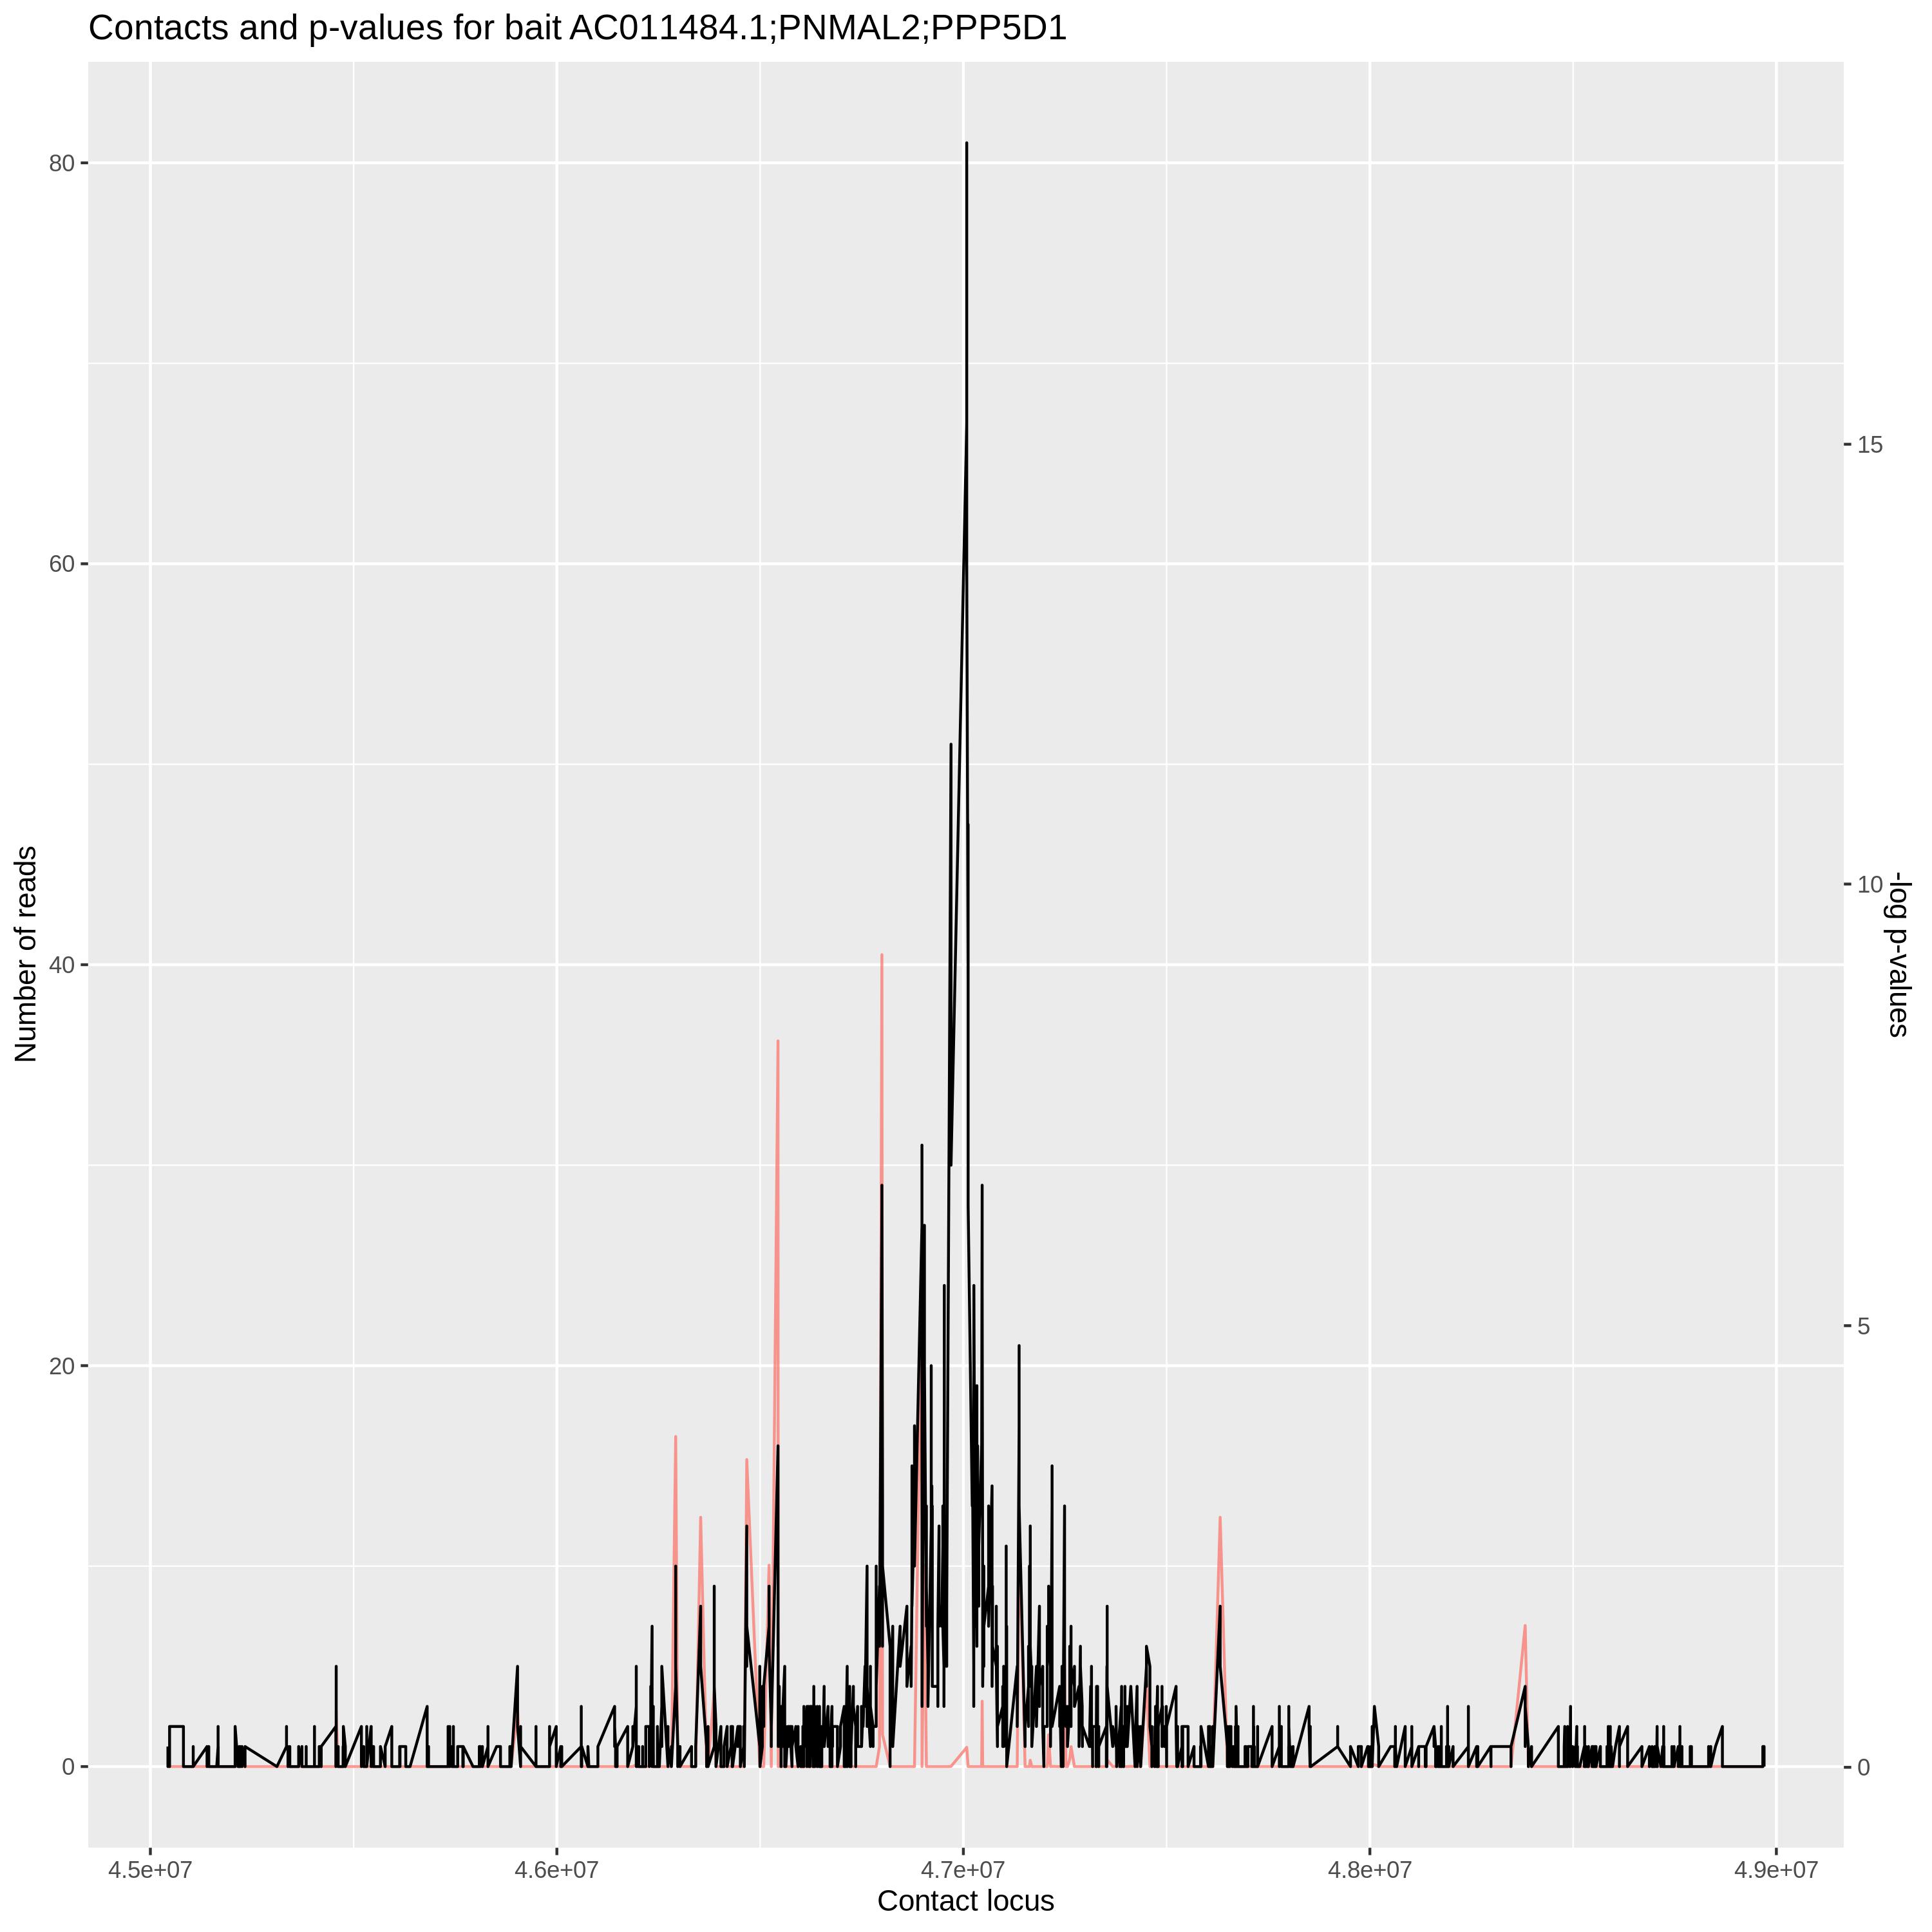 Contacts and p-values for bait AC011484.1;PNMAL2;PPP5D1
80
60
40
20
0
Number of reads
15
10
5
0
-log p-values
4.5e+07
4.6e+07
4.7e+07
4.8e+07
4.9e+07
Contact locus